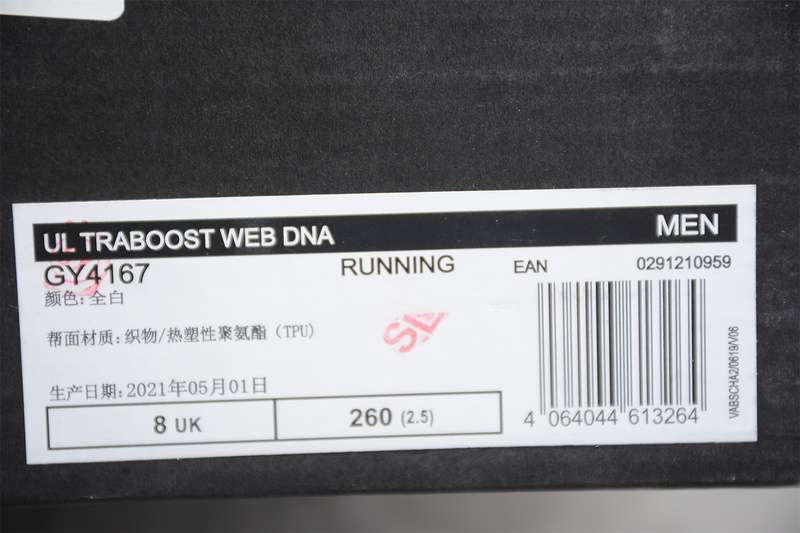 UL TRABOOST WEB DNA MEN
GY4167 RUNNING EAN 0291210959
颜色: 全白
帮面材质: 织物/热塑性聚氨酯（TPU）
生产日期: 2021年05月01日
8 UK 260 (2.5)
4 064044 613264
VABSCHA2/0619/V06